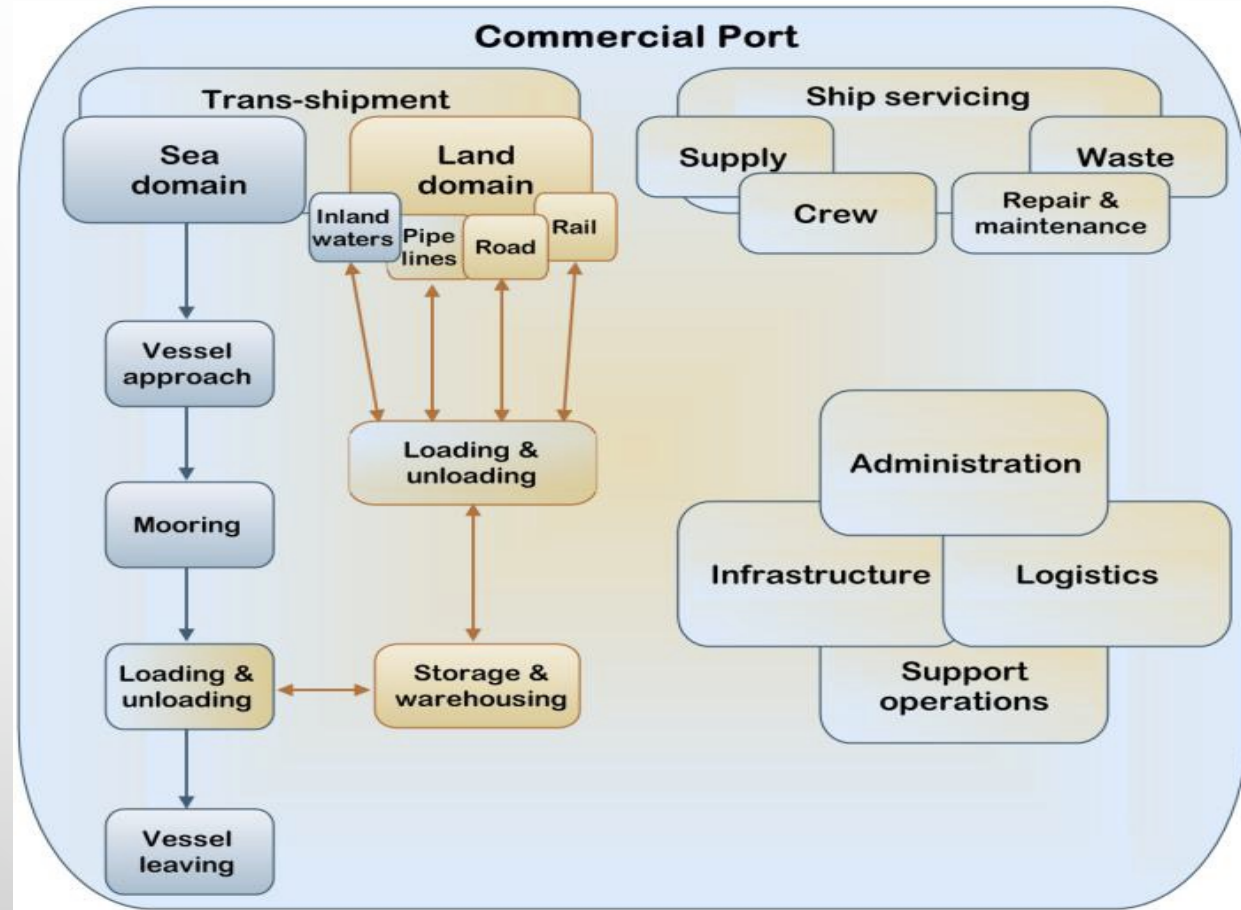 Commercial Port
Trans-shipment
Sea
domain
Land
domain
Inland
waters
Pipe
lines
Road
Rail
Vessel
approach
Mooring
Loading &
unloading
Vessel
leaving
Loading &
unloading
Storage &
warehousing
Ship servicing
Supply
Crew
Waste
Repair &
maintenance
Administration
Infrastructure
Logistics
Support
operations